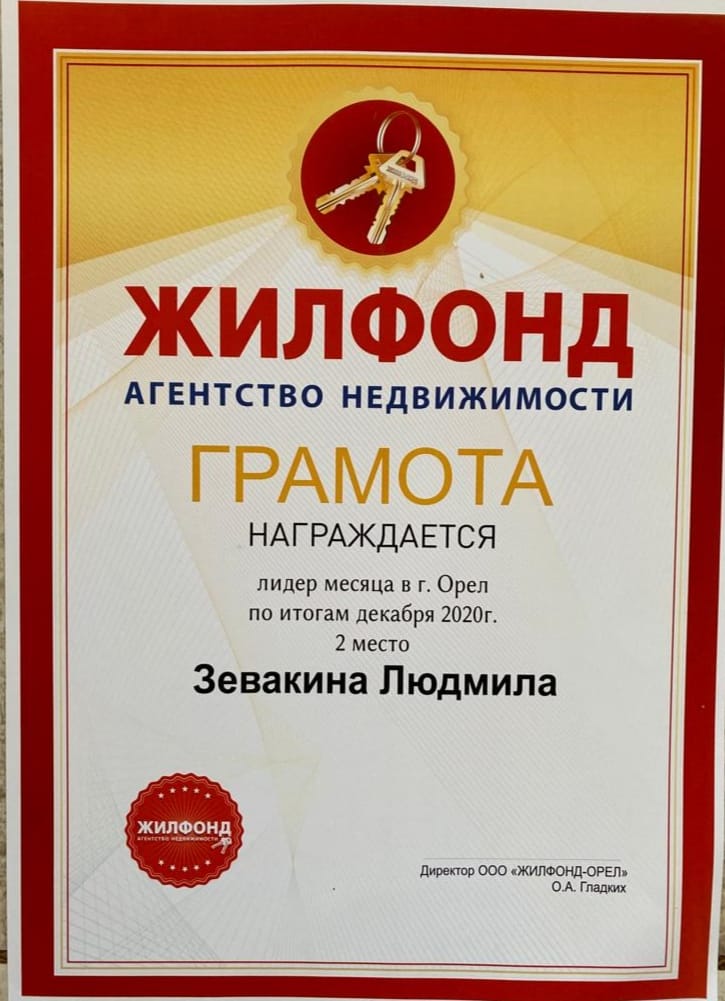 ЖИЛФОНД
АГЕНТСТВО НЕДВИЖИМОСТИ
ГРАМОТА
НАГРАЖДАЕТСЯ
лидер месяца в г. Орел
по итогам декабря 2020г.
2 место
Зевакина Людмила
ЖИЛФОНД
АГЕНТСТВО НЕДВИЖИМОСТИ
Директор ООО «ЖИЛФОНД-ОРЕЛ»
О.А. Гладких